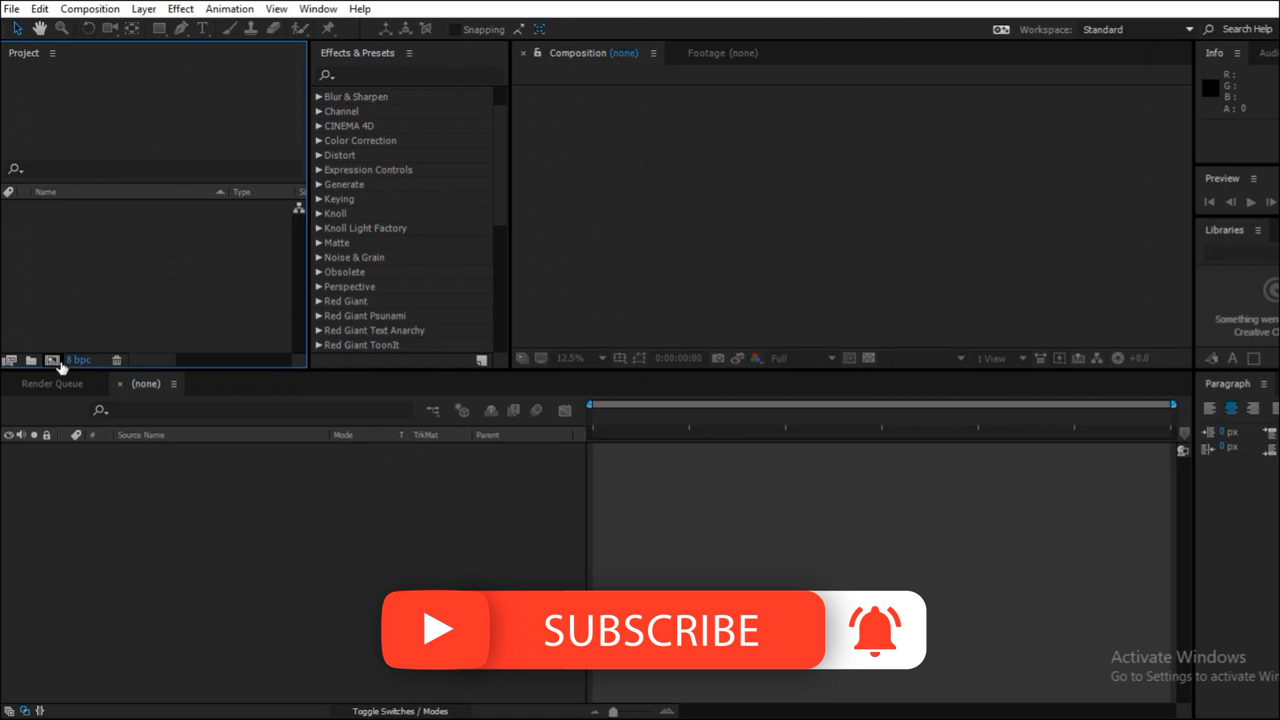 File Edit Composition Layer Effect Animation View Window Help
Snapping Workspace: Standard Search Help
Project
Name Type
8 bpc
Effects & Presets
Blur & Sharpen
Channel
CINEMA 4D
Color Correction
Distort
Expression Controls
Generate
Keying
Knoll
Knoll Light Factory
Matte
Noise & Grain
Obsolete
Perspective
Red Giant
Red Giant Psunami
Red Giant Text Anarchy
Red Giant ToonIt
Composition (none) Footage (none)
12.5% 0:00:00:00 Full 1 View +0.0
Info
R:
G:
B:
A: 0
Preview
Libraries
Something wer
Creative C
Render Queue (none)
# Source Name Mode T TrkMat Parent
Paragraph
0 px
0 px
SUBSCRIBE
Activate Windows
Go to Settings to activate Win
Toggle Switches / Modes